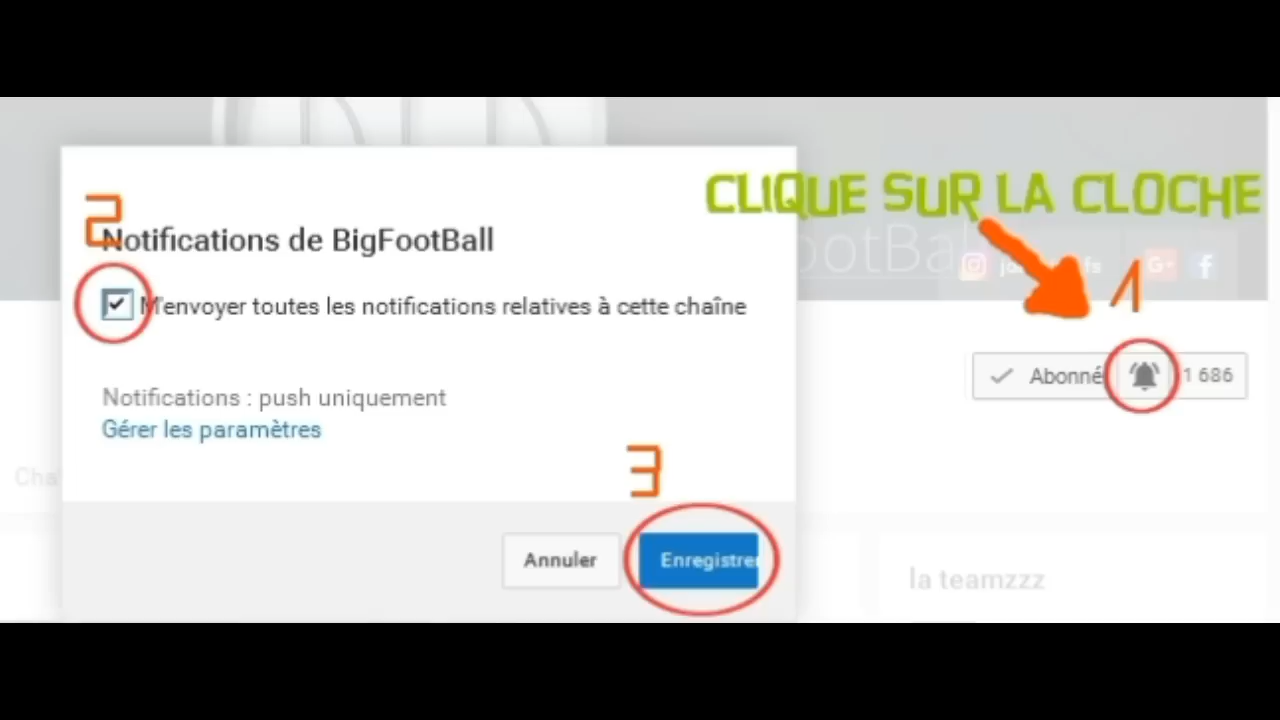 CLIQUE SUR LA CLOCHE
2
Notifications de BigFootBall
M'envoyer toutes les notifications relatives à cette chaîne
1
Abonné
1 686
Notifications : push uniquement
Gérer les paramètres
3
Annuler
Enregistrer
la teamzzz